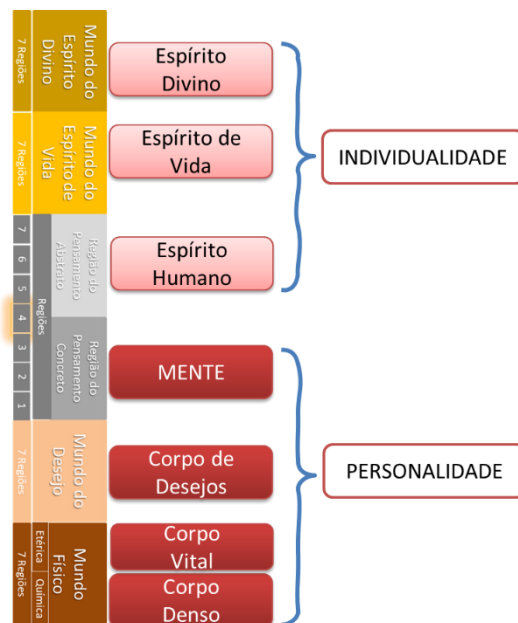 7 Regiões
Mundo do
Espírito
Divino
Espírito
Divino
7 Regiões
Mundo do
Espírito de
Vida
Espírito de
Vida
INDIVIDUALIDADE
7
6
5
4
3
2
1
Regiões
Região do
Pensamento
Abstrato
Espírito
Humano
Região do
Pensamento
Concreto
MENTE
7 Regiões
Mundo do
Desejo
Corpo de
Desejos
PERSONALIDADE
7 Regiões
Etérica
Química
Mundo
Físico
Corpo
Vital
Corpo
Denso